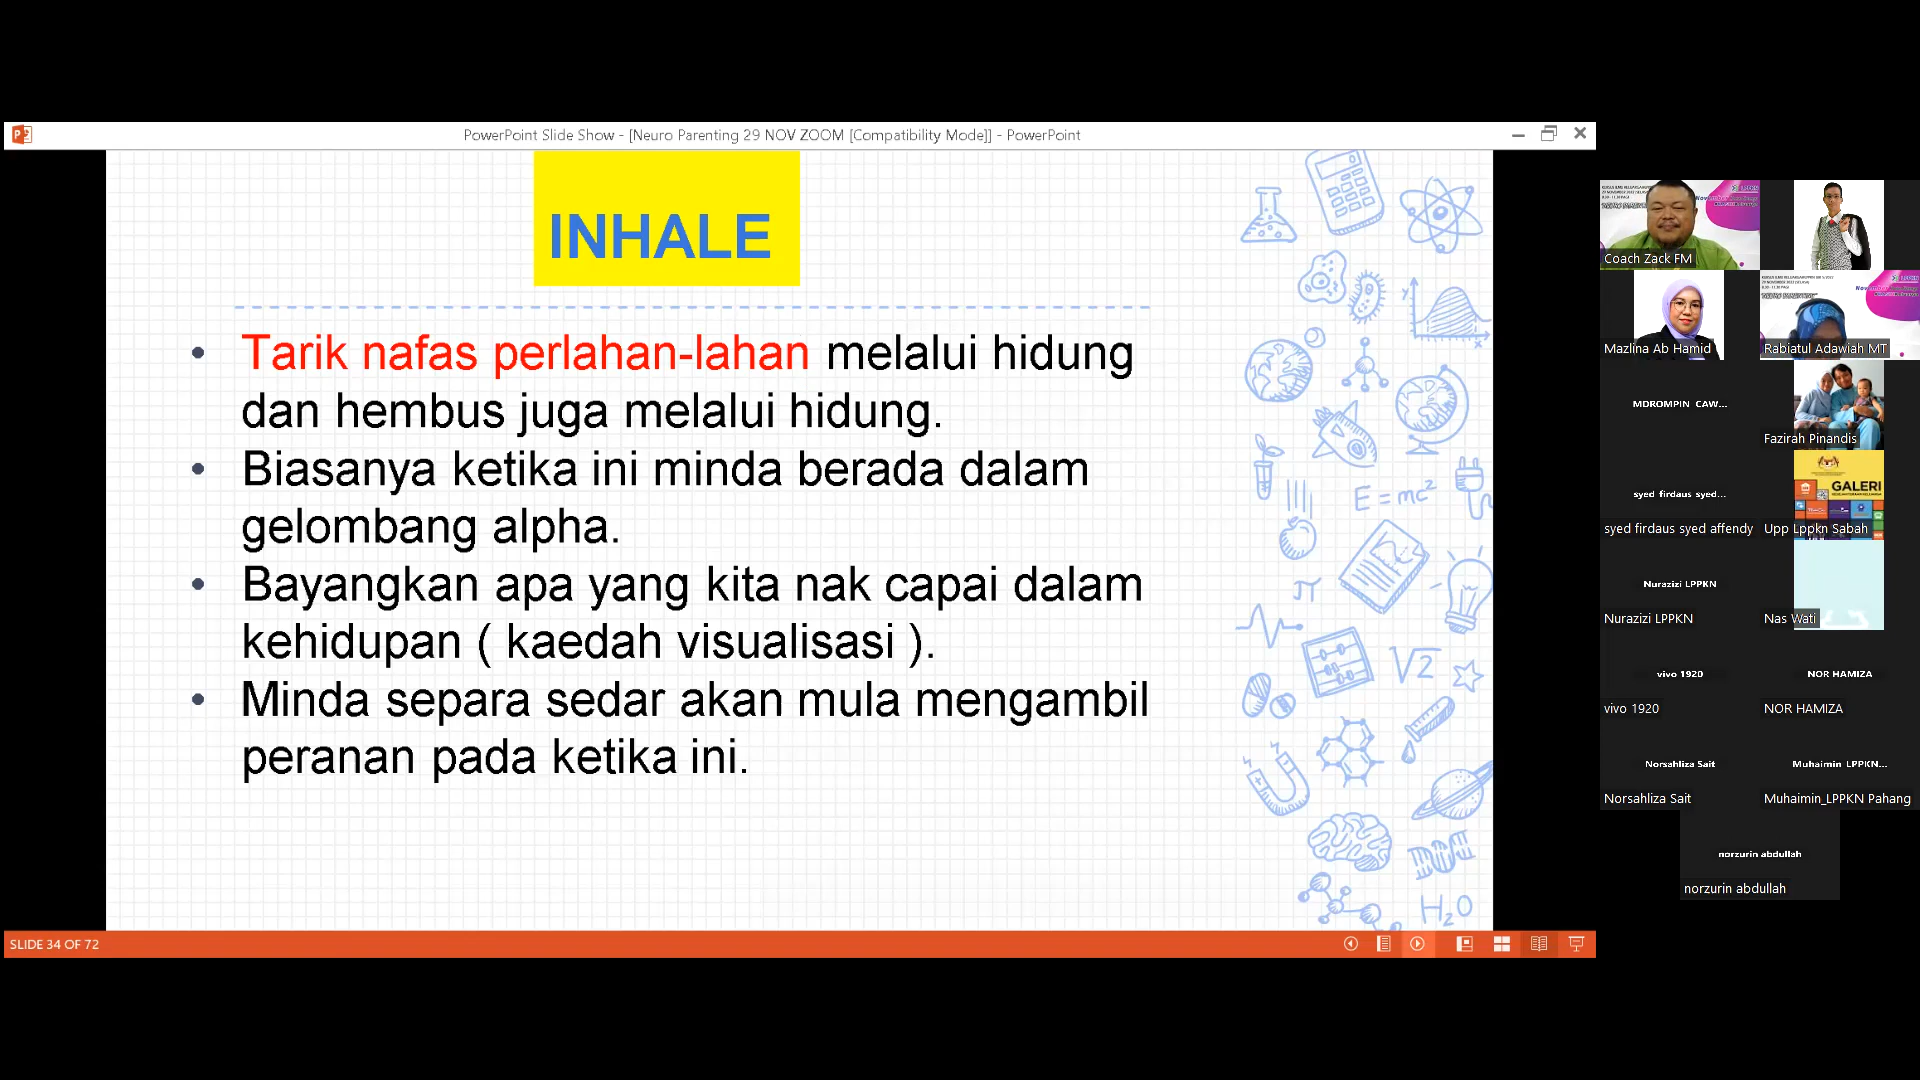 PowerPoint Slide Show - [Neuro Parenting 29 NOV ZOOM [Compatibility Mode]] - PowerPoint
INHALE
• Tarik nafas perlahan-lahan melalui hidung
dan hembus juga melalui hidung.
• Biasanya ketika ini minda berada dalam
gelombang alpha.
• Bayangkan apa yang kita nak capai dalam
kehidupan ( kaedah visualisasi ).
• Minda separa sedar akan mula mengambil
peranan pada ketika ini.
E=mc²
π
√2
H₂O
SLIDE 34 OF 72
Coach Zack FM
Mazlina Ab Hamid
Rabiatul Adawiah MT
MDROMPIN CAW...
Fazirah Pinandis
syed firdaus syed...
syed firdaus syed affendy
GALERI
Upp Lppkn Sabah
Nurazizi LPPKN
Nurazizi LPPKN
Nas Wati
vivo 1920
vivo 1920
NOR HAMIZA
NOR HAMIZA
Norsahliza Sait
Norsahliza Sait
Muhaimin LPPKN...
Muhaimin_LPPKN Pahang
norzurin abdullah
norzurin abdullah